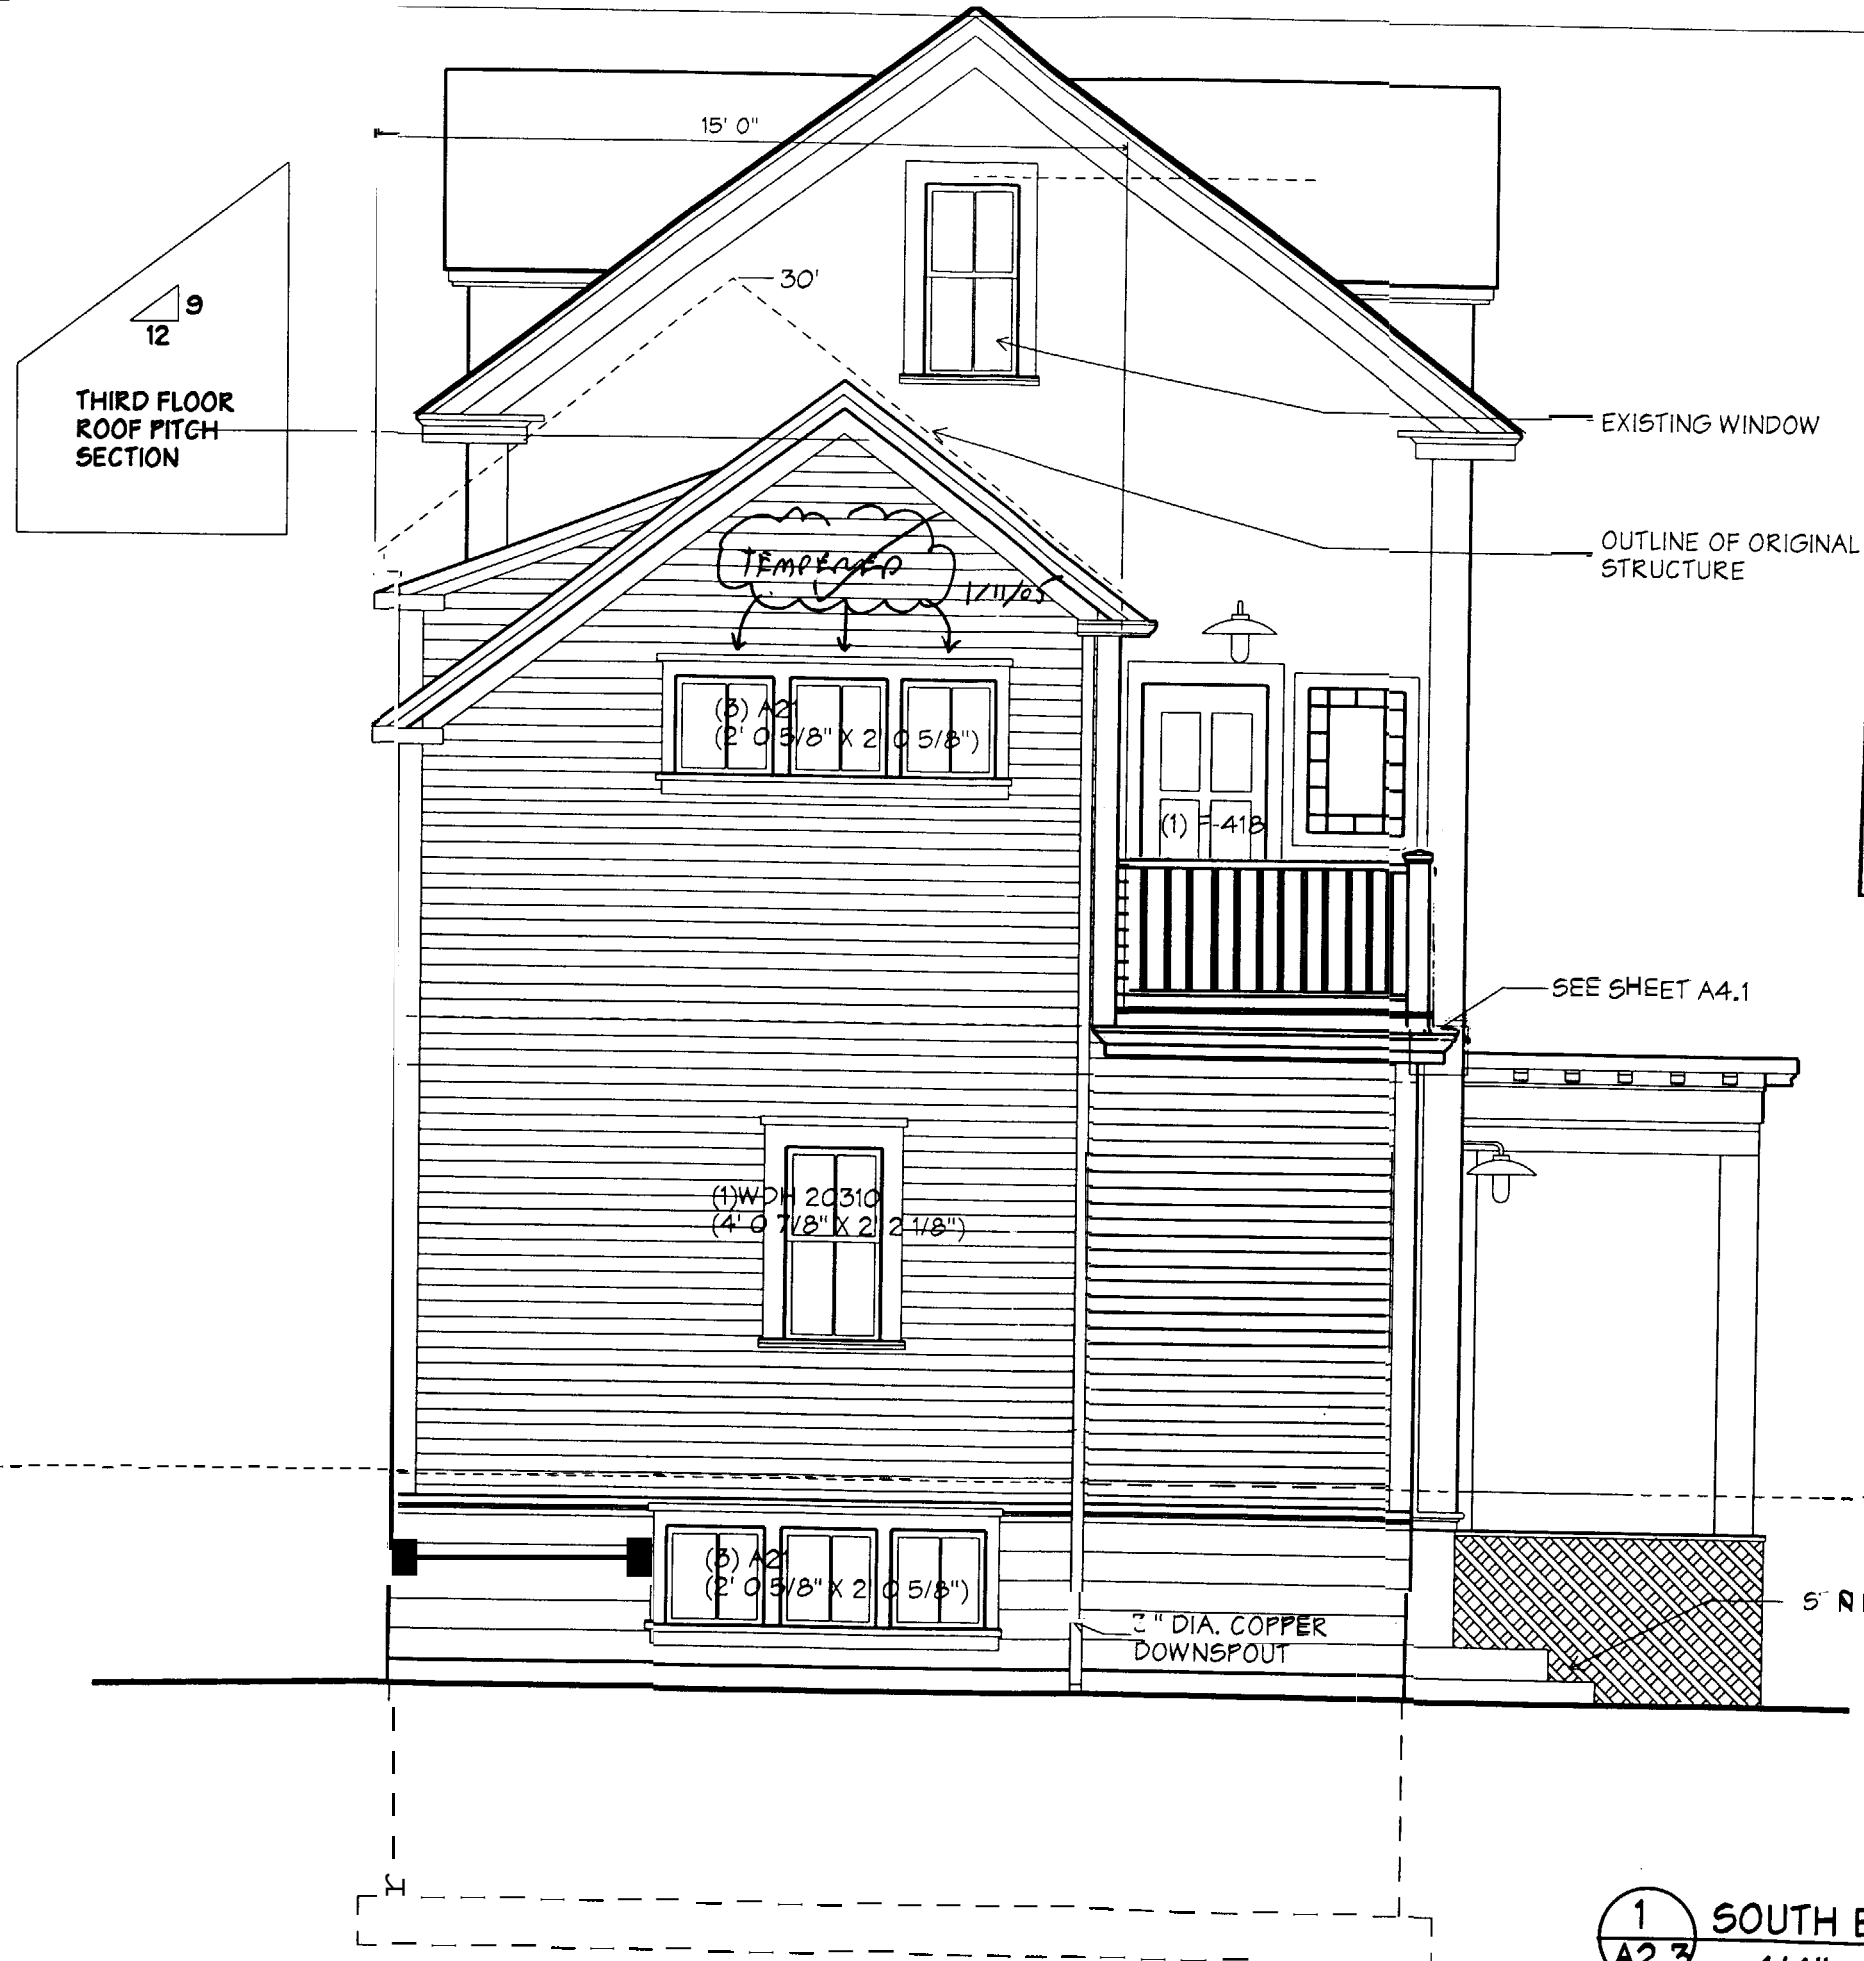 15' 0"
30'
9
12
THIRD FLOOR
ROOF PITCH
SECTION
EXISTING WINDOW
OUTLINE OF ORIGINAL
STRUCTURE
TEMPERED
1/11/05
(3) A21
(2' 0 5/8" X 2' 0 5/8")
(1) F-418
SEE SHEET A4.1
(1)WDH 20310
(4' 0 7/8" X 2' 2 1/8")
(3) A21
(2' 0 5/8" X 2' 0 5/8")
" DIA. COPPER
DOWNSPOUT
1
SOUTH E
A2.3